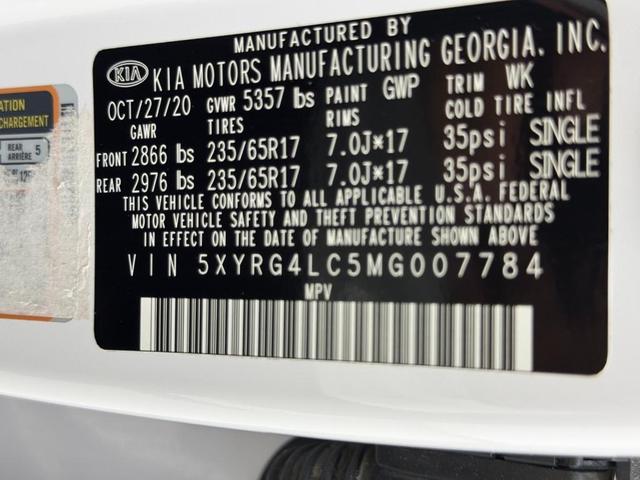 MANUFACTURED BY
KIA KIA MOTORS MANUFACTURING GEORGIA, INC.
OCT/27/20 GVWR 5357 lbs PAINT GWP TRIM WK
GAWR TIRES RIMS COLD TIRE INFL
FRONT 2866 lbs 235/65R17 7.0J×17 35psi SINGLE
REAR 2976 lbs 235/65R17 7.0J×17 35psi SINGLE
THIS VEHICLE CONFORMS TO ALL APPLICABLE U.S.A. FEDERAL
MOTOR VEHICLE SAFETY AND THEFT PREVENTION STANDARDS
IN EFFECT ON THE DATE OF MANUFACTURE SHOWN ABOVE.
VIN 5XYRG4LC5MG007784
MPV
CHARGEMENT
REAR
ARRIÈRE 5